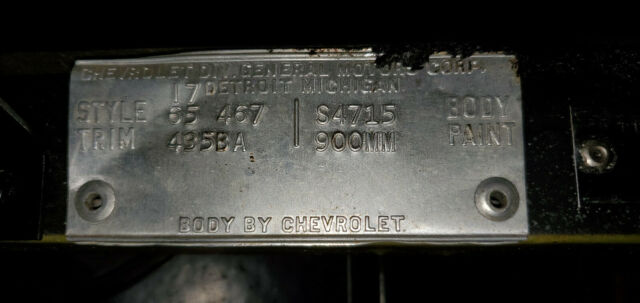 CHEVROLET DIV. GENERAL MOTORS CORP.
17 DETROIT MICHIGAN.
STYLE 65 467 | S4715 BODY
TRIM 435BA 900MM PAINT
BODY BY CHEVROLET.